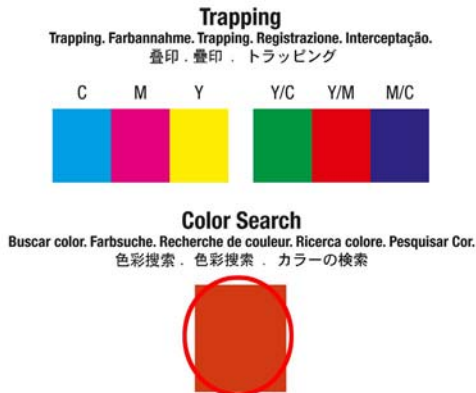 Trapping
Trapping. Farbannahme. Trapping. Registrazione. Interceptação.
叠印 . 疊印 . トラッピング
C M Y Y/C Y/M M/C
Color Search
Buscar color. Farbsuche. Recherche de couleur. Ricerca colore. Pesquisar Cor.
色彩搜索 . 色彩搜索 . カラーの検索